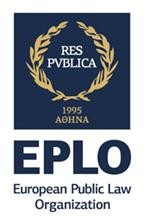 RES
PVBLICA
1995
ΑΘΗΝΑ
EPLO
European Public Law
Organization